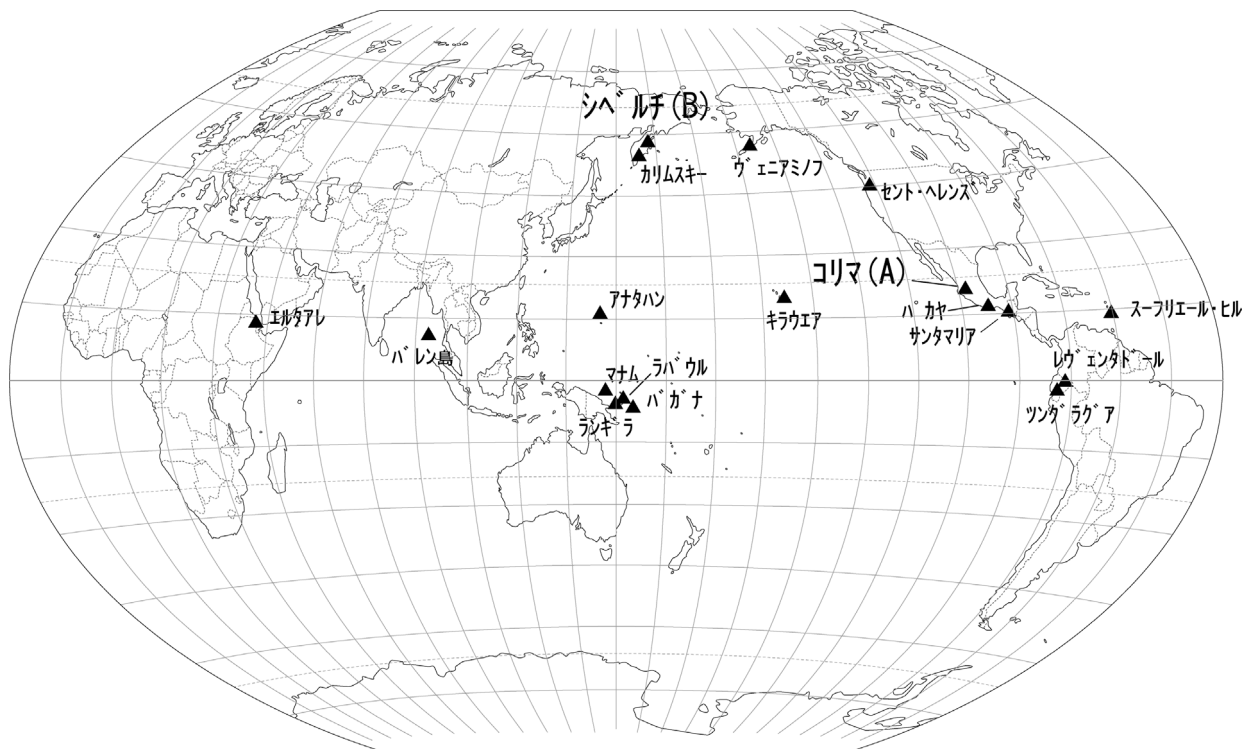 シベルチ(B)
カリムスキー
ヴェニアミノフ
セント・ヘレンズ
コリマ(A)
エルタアレ
アナタハン
キラウエア
パカヤ
サンタマリア
スーフリエール・ヒル
バレン島
マナム
ラバウル
バガナ
ランギラ
レヴェンタドール
ツングラグア